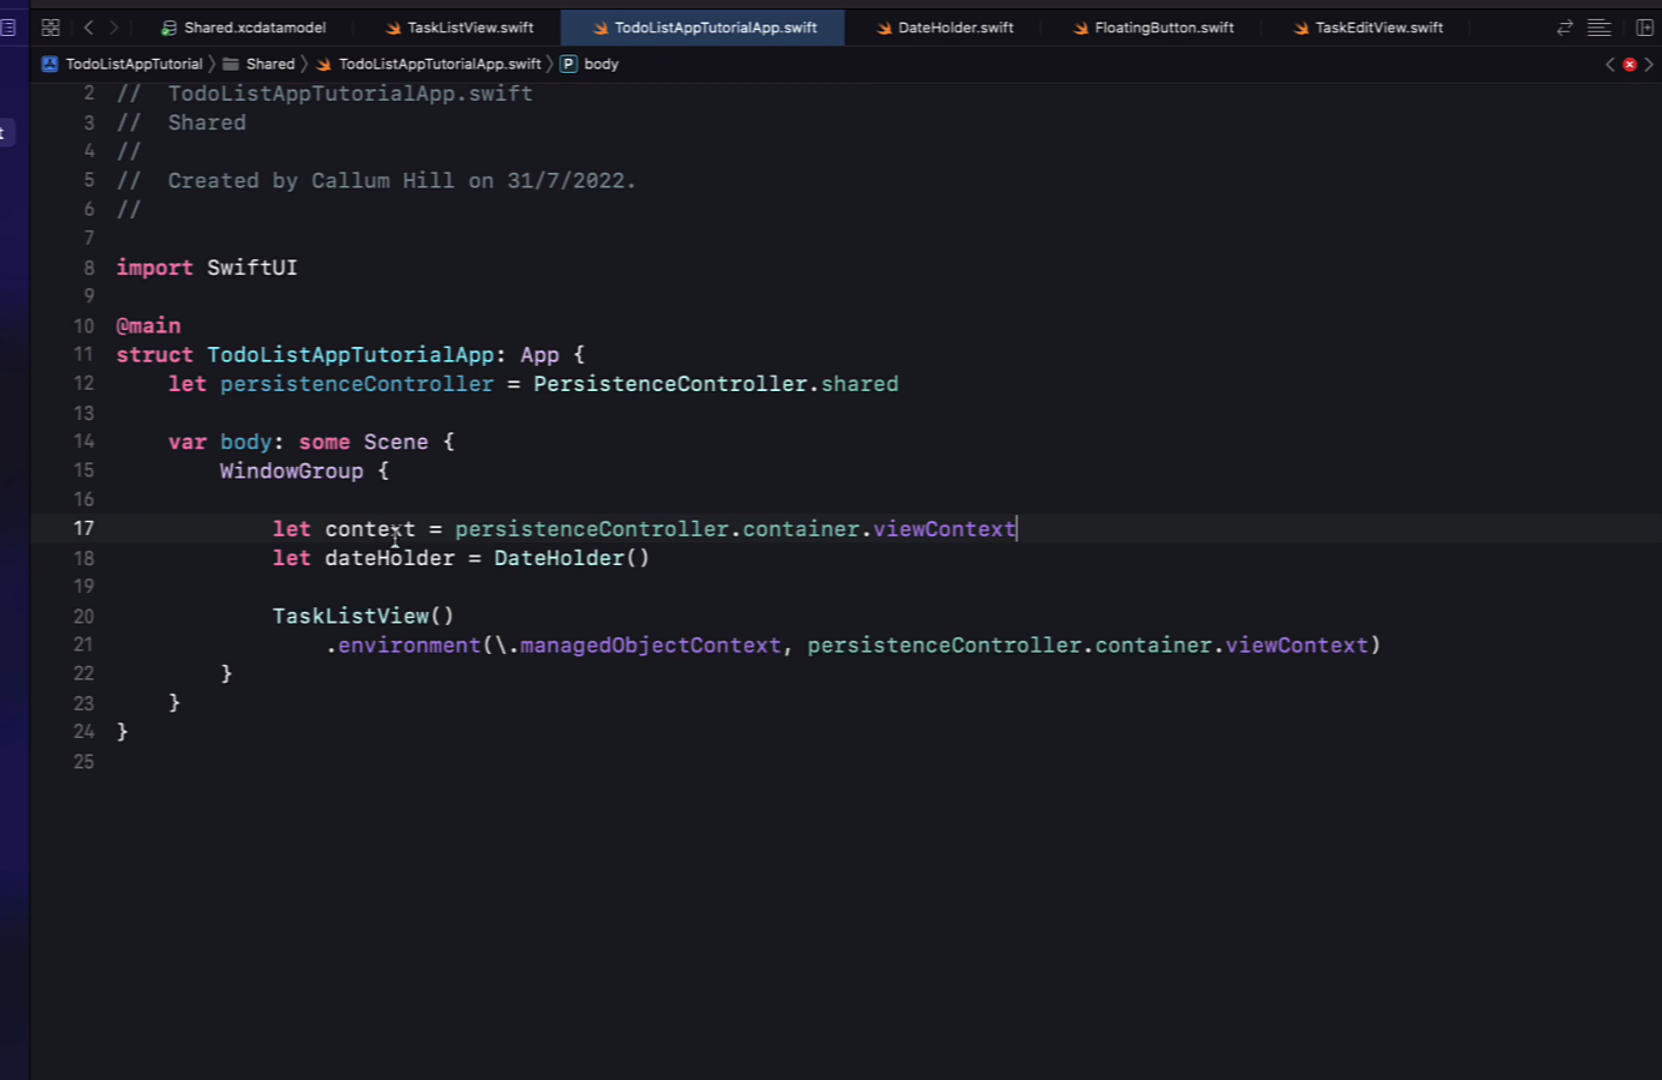 Shared.xcdatamodel TaskListView.swift TodoListAppTutorialApp.swift DateHolder.swift FloatingButton.swift TaskEditView.swift
TodoListAppTutorial Shared TodoListAppTutorialApp.swift P body
t
2 // TodoListAppTutorialApp.swift
3 // Shared
4 //
5 // Created by Callum Hill on 31/7/2022.
6 //
7
8 import SwiftUI
9
10 @main
11 struct TodoListAppTutorialApp: App {
12 let persistenceController = PersistenceController.shared
13
14 var body: some Scene {
15 WindowGroup {
16
17 let context = persistenceController.container.viewContext
18 let dateHolder = DateHolder()
19
20 TaskListView()
21 .environment(\.managedObjectContext, persistenceController.container.viewContext)
22 }
23 }
24 }
25